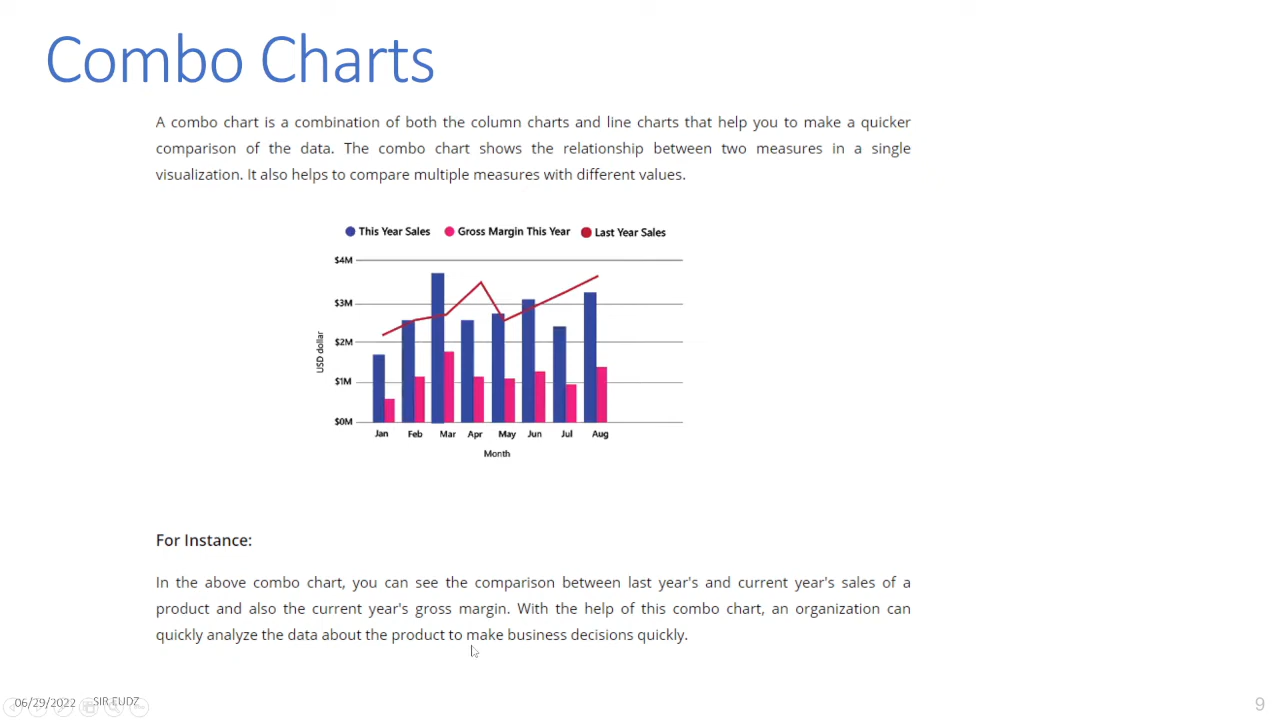 Combo Charts
A combo chart is a combination of both the column charts and line charts that help you to make a quicker
comparison of the data. The combo chart shows the relationship between two measures in a single
visualization. It also helps to compare multiple measures with different values.
This Year Sales Gross Margin This Year Last Year Sales
$4M
$3M
$2M
$1M
$0M
USD dollar
Jan Feb Mar Apr May Jun Jul Aug
Month
For Instance:
In the above combo chart, you can see the comparison between last year's and current year's sales of a
product and also the current year's gross margin. With the help of this combo chart, an organization can
quickly analyze the data about the product to make business decisions quickly.
06/29/2022 SIR EUDZ 9